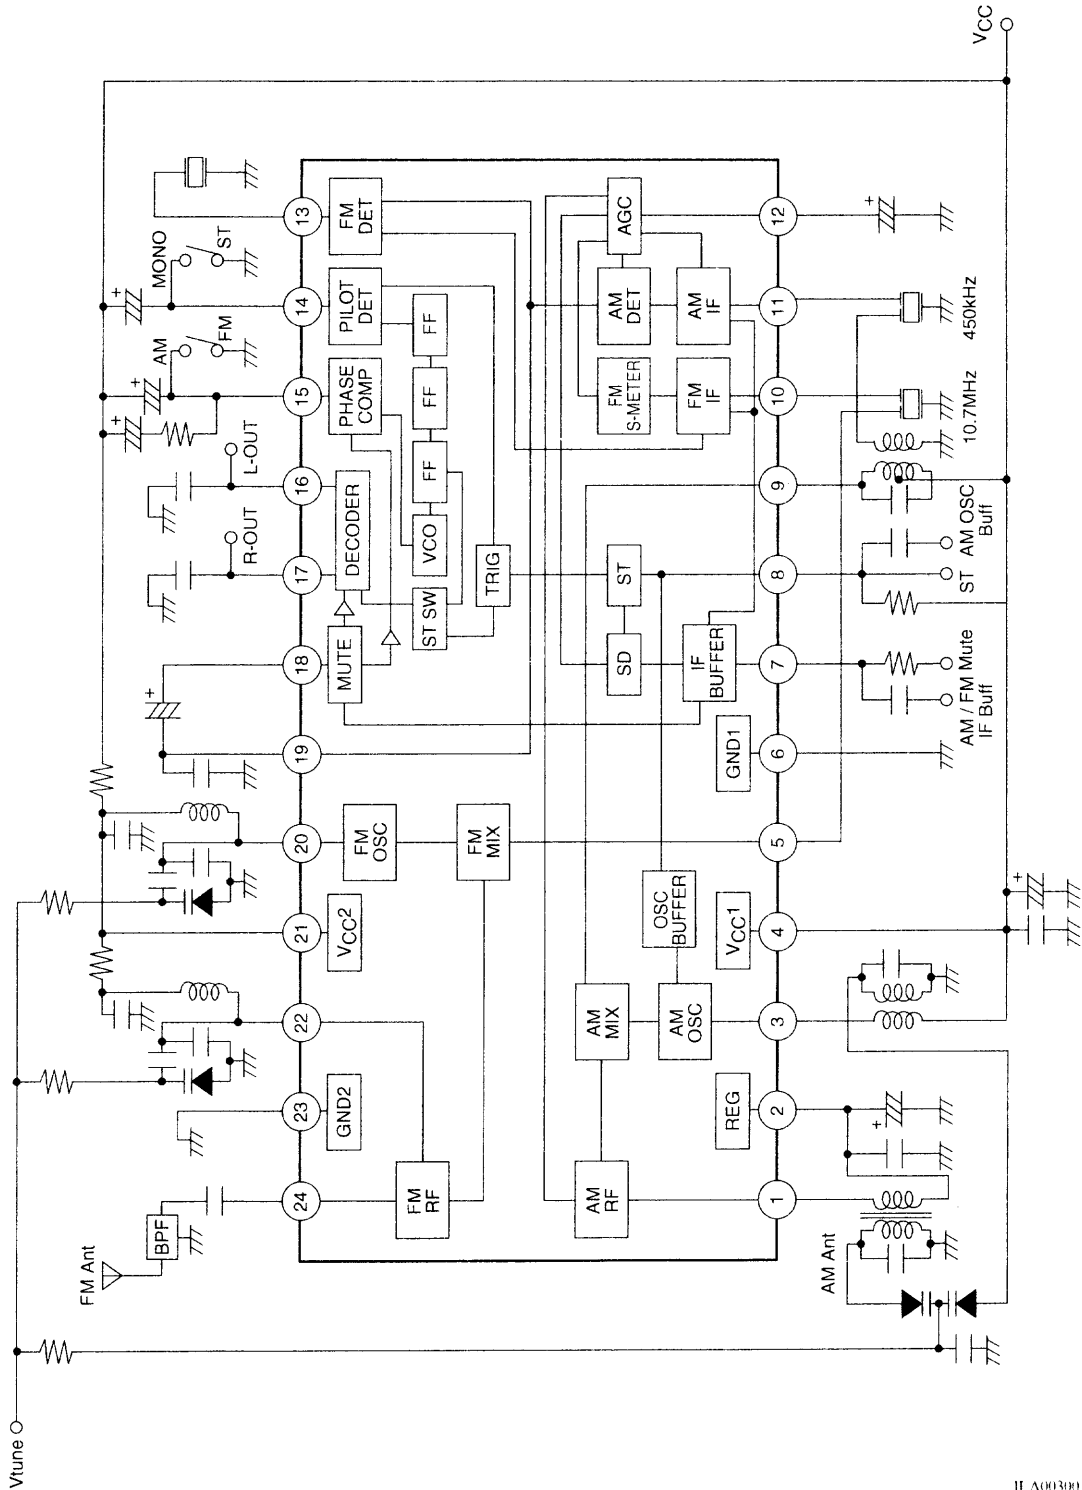 Vtune
VCC
FM Ant
BPF
R-OUT
L-OUT
AM
FM
MONO
ST
24
23
22
21
20
19
18
17
16
15
14
13
GND2
VCC2
FM OSC
MUTE
DECODER
PHASE COMP
PILOT DET
FM DET
FM RF
FM MIX
ST SW
VCO
FF
FF
FF
TRIG
AM RF
AM MIX
AM OSC
OSC BUFFER
SD
ST
IF BUFFER
FM S-METER
FM IF
AM DET
AM IF
AGC
REG
VCC1
GND1
1
2
3
4
5
6
7
8
9
10
11
12
AM Ant
AM / FM Mute
IF Buff
ST
AM OSC
Buff
10.7MHz
450kHz